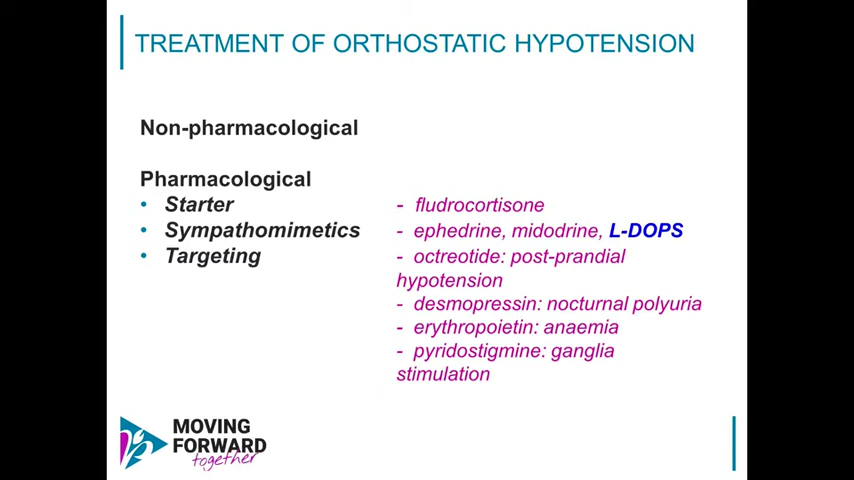 TREATMENT OF ORTHOSTATIC HYPOTENSION
Non-pharmacological
Pharmacological
• Starter - fludrocortisone
• Sympathomimetics - ephedrine, midodrine, L-DOPS
• Targeting - octreotide: post-prandial
hypotension
- desmopressin: nocturnal polyuria
- erythropoietin: anaemia
- pyridostigmine: ganglia
stimulation
MOVING
FORWARD
together